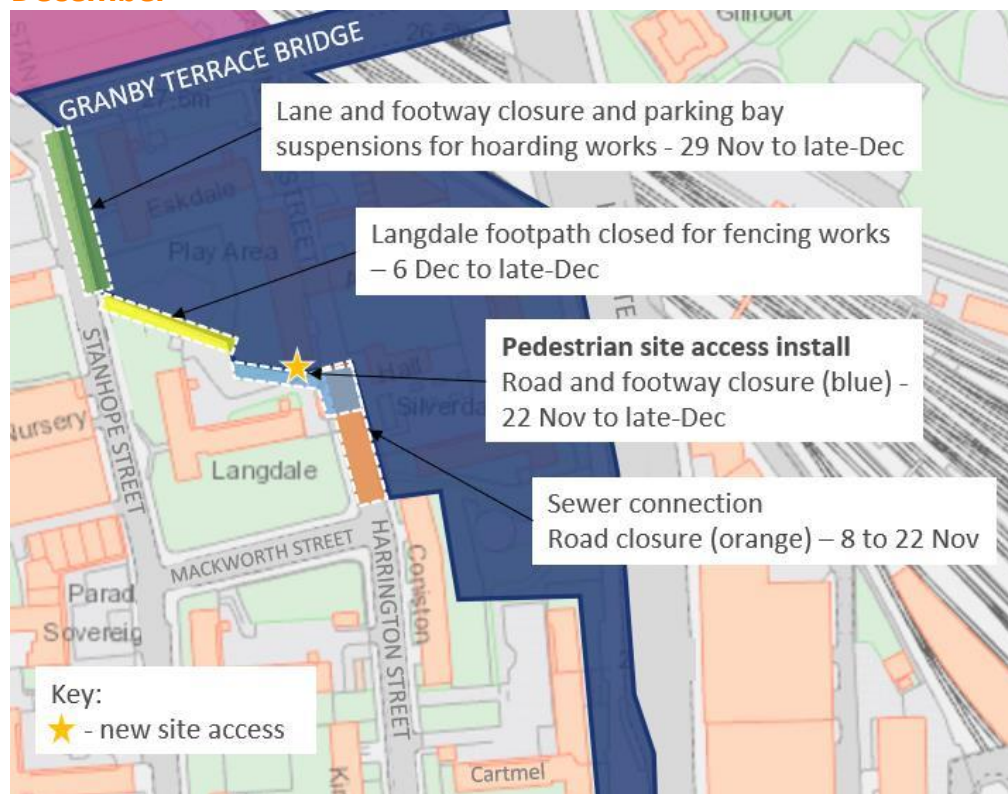 GRANBY TERRACE BRIDGE
Lane and footway closure and parking bay
suspensions for hoarding works - 29 Nov to late-Dec
Eskdale
STREET
Play Area
Langdale footpath closed for fencing works
– 6 Dec to late-Dec
Pedestrian site access install
Road and footway closure (blue) -
22 Nov to late-Dec
Hall
STANHOPE STREET
Nursery
Langdale
Sewer connection
Road closure (orange) – 8 to 22 Nov
MACKWORTH STREET
HARRINGTON STREET
Coniston
Parad
Sovereig
Key:
- new site access
Cartmel